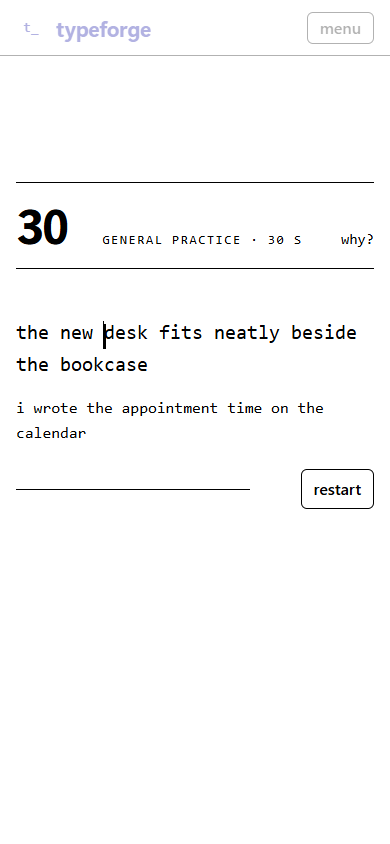 t_ typeforge menu
30 GENERAL PRACTICE · 30 S why?
the new desk fits neatly beside
the bookcase
i wrote the appointment time on the
calendar
restart